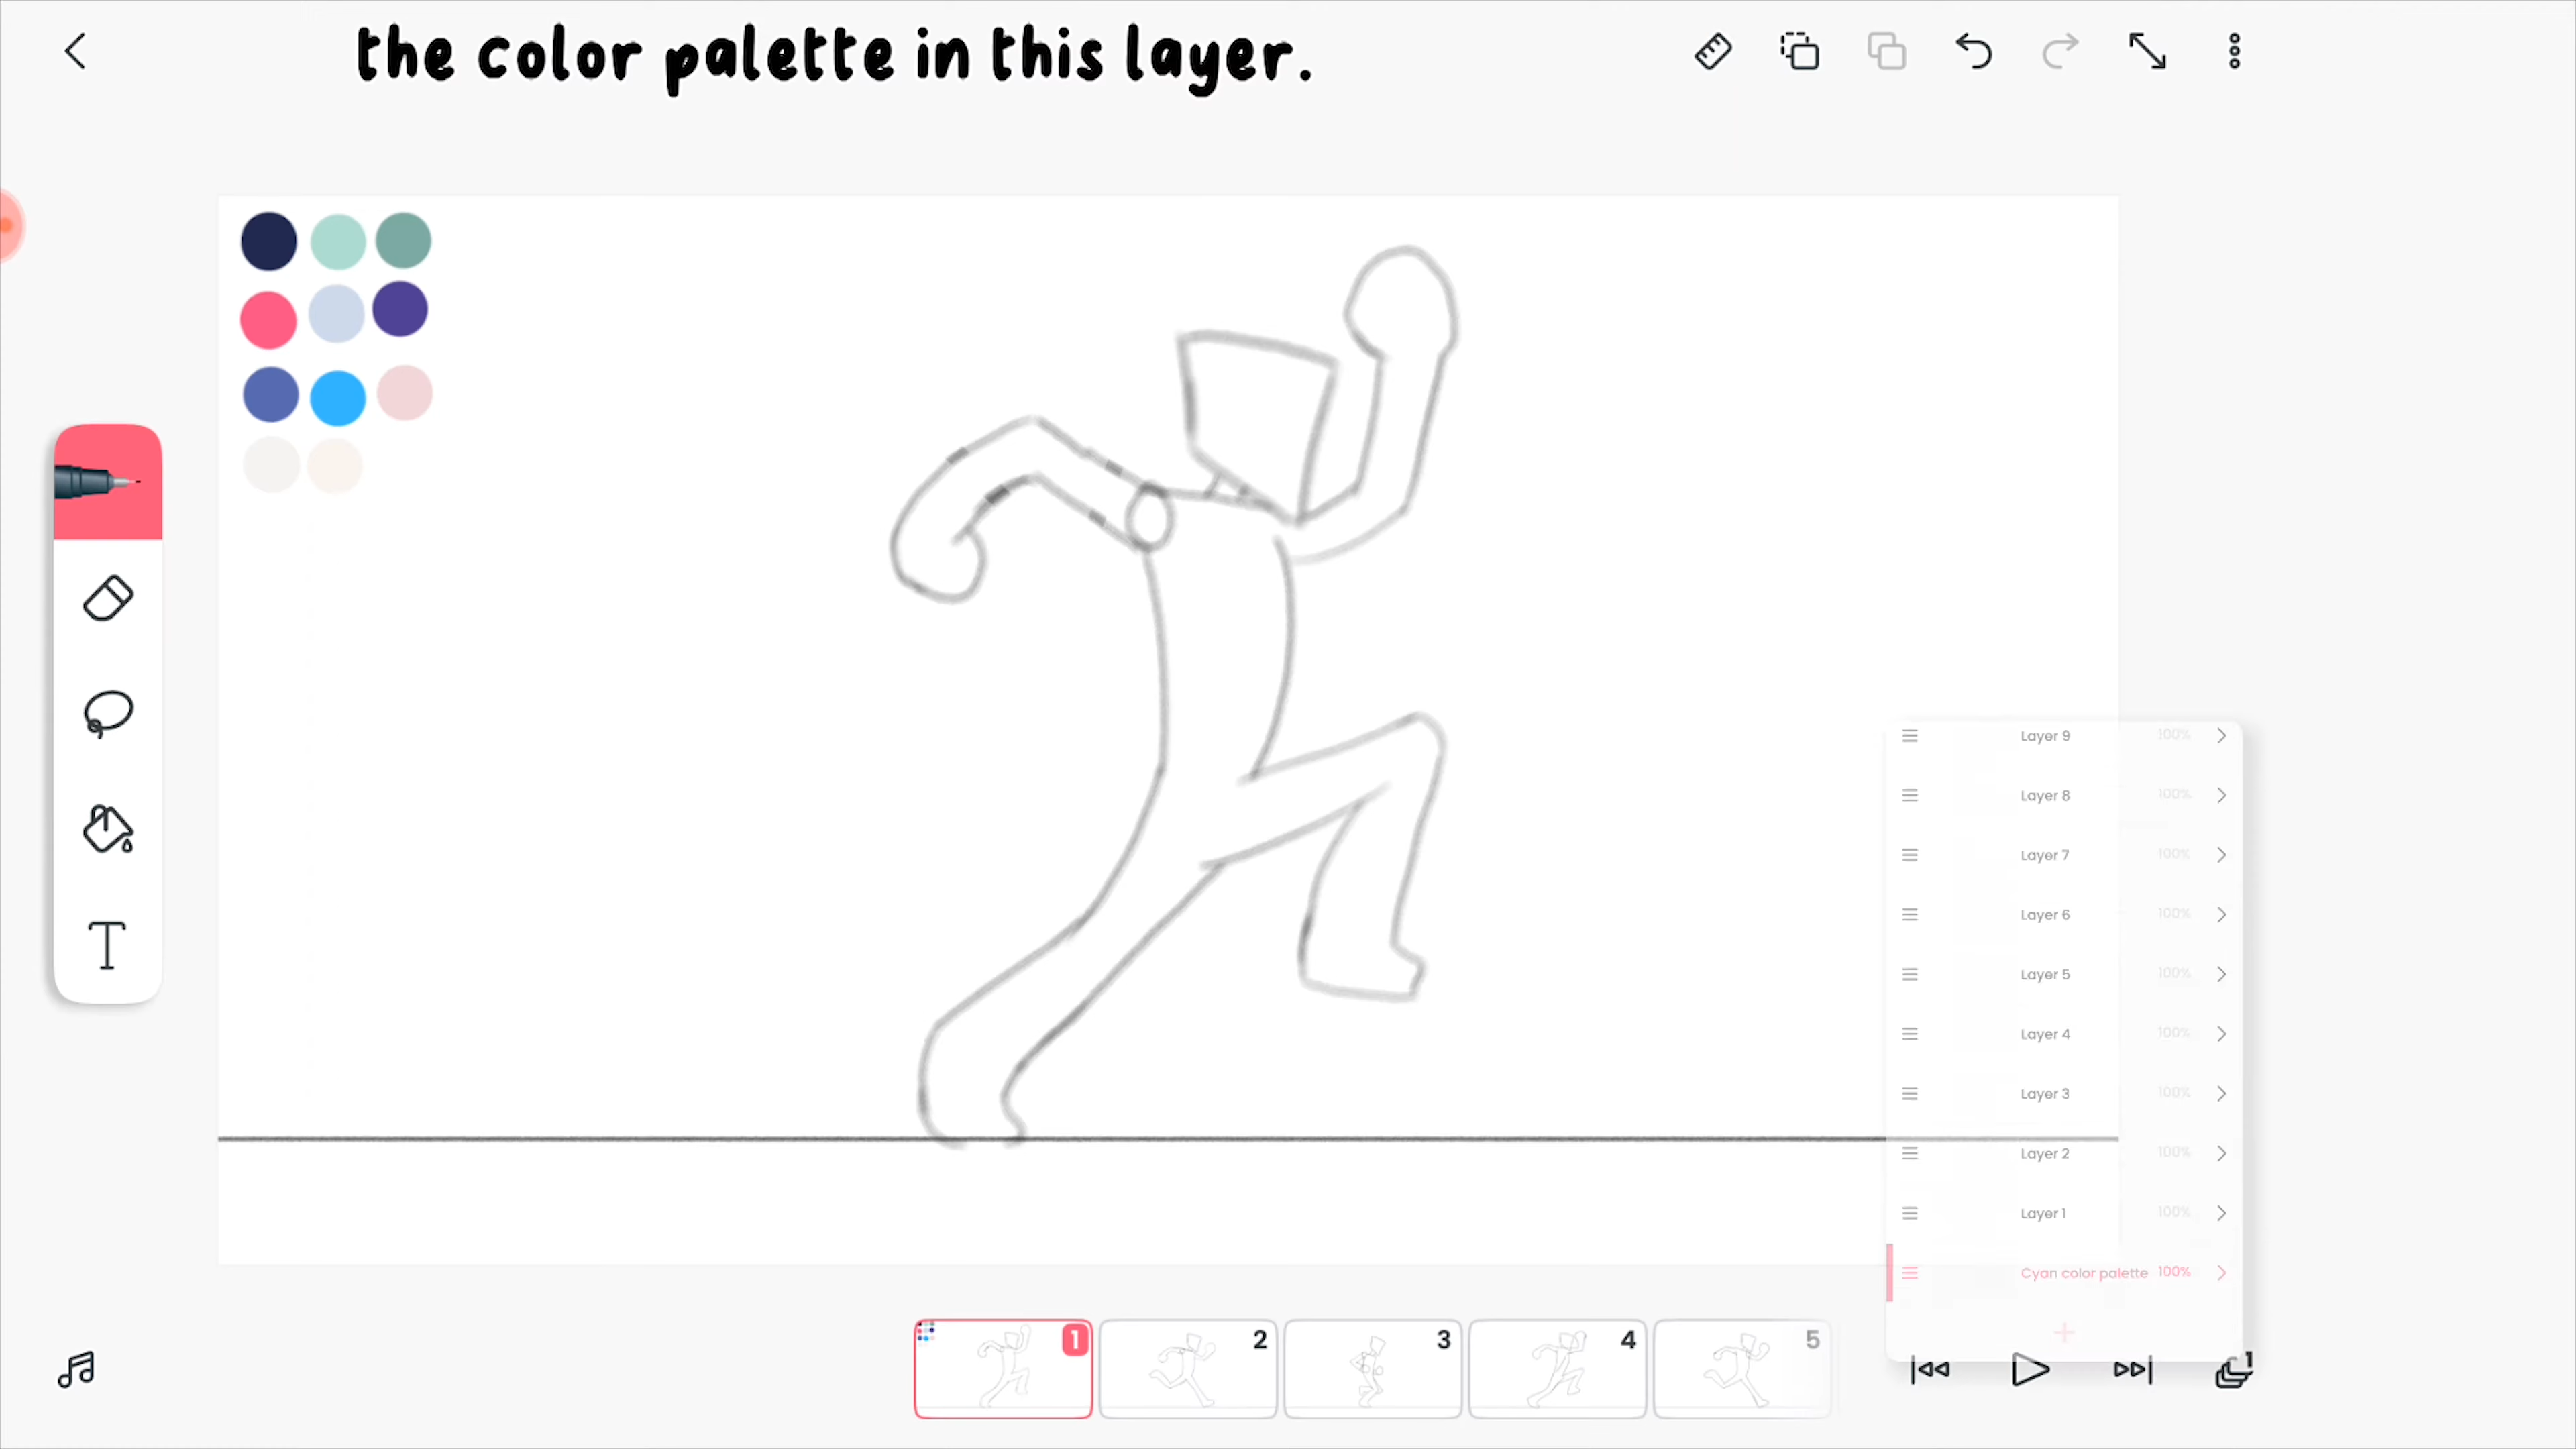 the color palette in this layer.
T
Layer 9 100%
Layer 8 100%
Layer 7 100%
Layer 6 100%
Layer 5 100%
Layer 4 100%
Layer 3 100%
Layer 2 100%
Layer 1 100%
Cyan color palette 100%
1 2 3 4 5
1